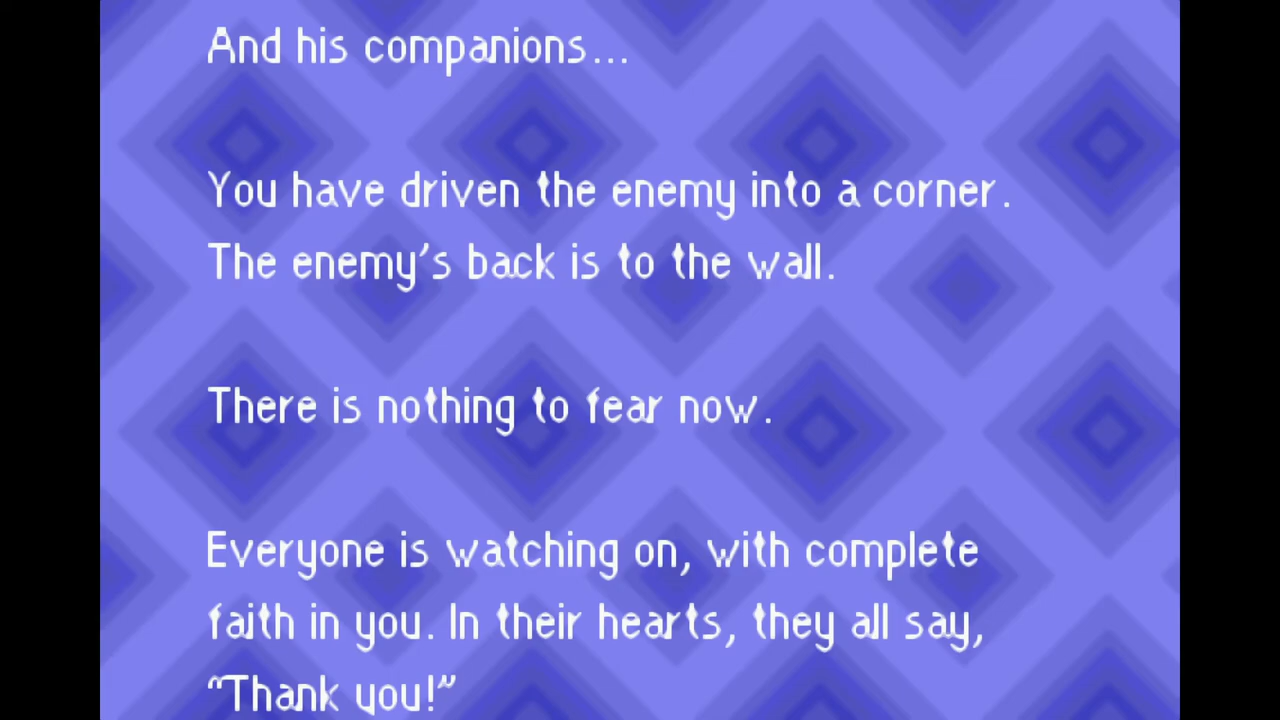 And his companions...
You have driven the enemy into a corner.
The enemy's back is to the wall.
There is nothing to fear now.
Everyone is watching on, with complete
faith in you. In their hearts, they all say,
“Thank you!”